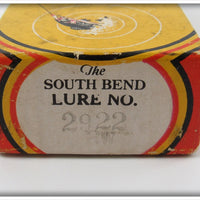 The
SOUTH BEND
LURE NO.
2922